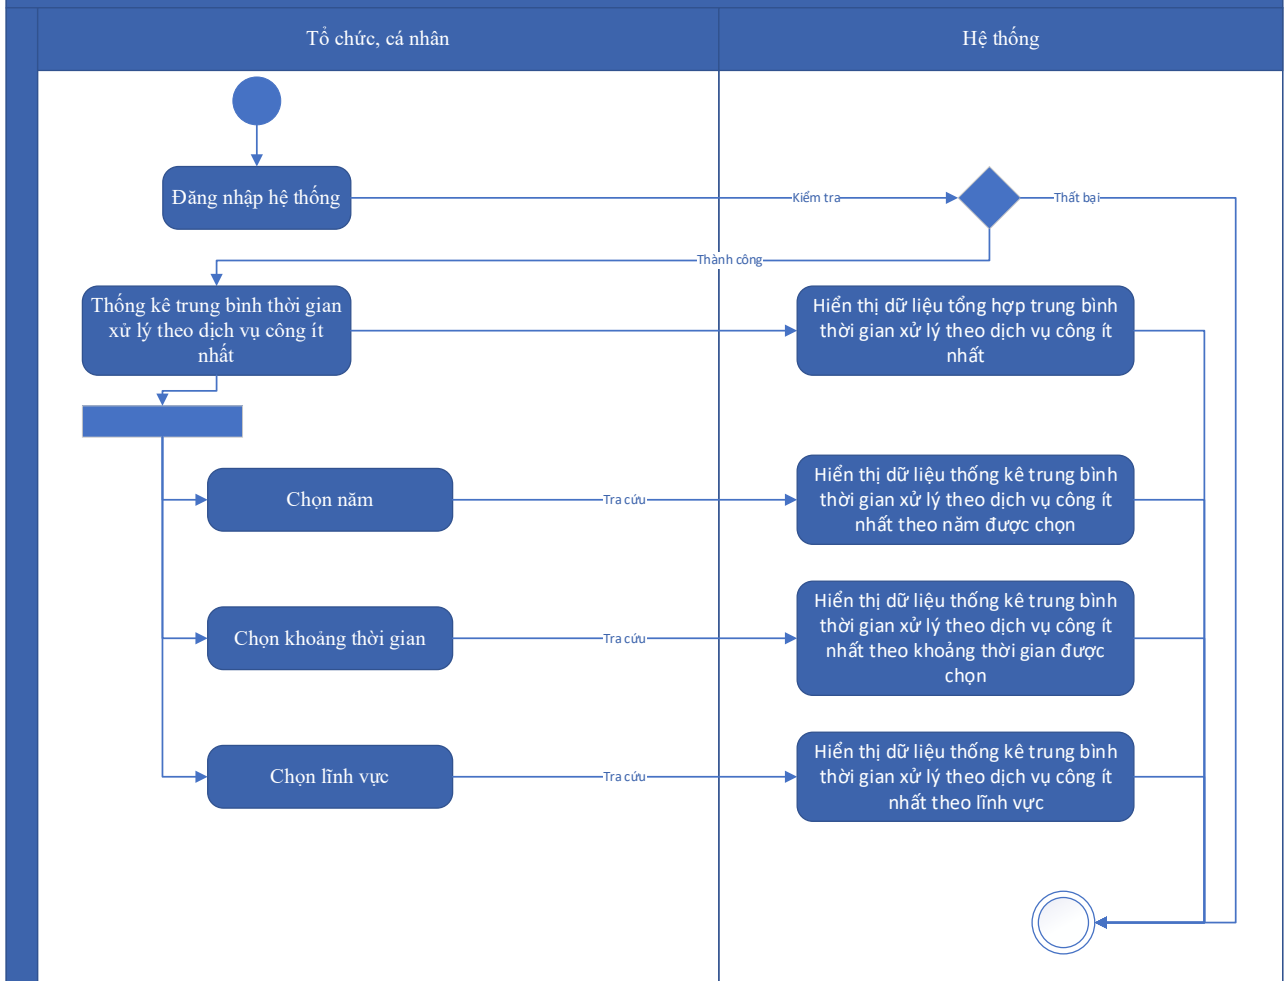 Tổ chức, cá nhân
Hệ thống
Đăng nhập hệ thống
Kiểm tra
Thất bại
Thành công
Thống kê trung bình thời gian
xử lý theo dịch vụ công ít
nhất
Hiển thị dữ liệu tổng hợp trung bình
thời gian xử lý theo dịch vụ công ít
nhất
Chọn năm
Tra cứu
Hiển thị dữ liệu thống kê trung bình
thời gian xử lý theo dịch vụ công ít
nhất theo năm được chọn
Chọn khoảng thời gian
Tra cứu
Hiển thị dữ liệu thống kê trung bình
thời gian xử lý theo dịch vụ công ít
nhất theo khoảng thời gian được
chọn
Chọn lĩnh vực
Tra cứu
Hiển thị dữ liệu thống kê trung bình
thời gian xử lý theo dịch vụ công ít
nhất theo lĩnh vực